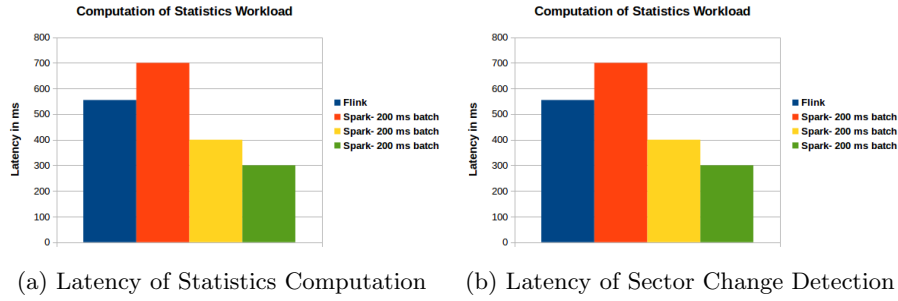 Computation of Statistics Workload
Latency in ms
800
700
600
500
400
300
200
100
0
Flink
Spark- 200 ms batch
Spark- 200 ms batch
Spark- 200 ms batch
(a) Latency of Statistics Computation
Computation of Statistics Workload
Latency in ms
800
700
600
500
400
300
200
100
0
Flink
Spark- 200 ms batch
Spark- 200 ms batch
Spark- 200 ms batch
(b) Latency of Sector Change Detection